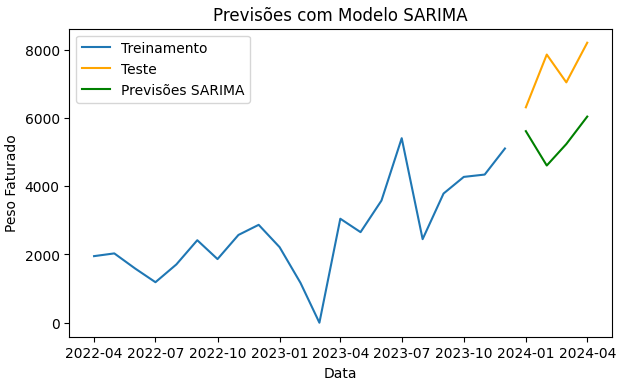 Previsões com Modelo SARIMA
Treinamento
Teste
Previsões SARIMA
Peso Faturado
8000
6000
4000
2000
0
2022-04 2022-07 2022-10 2023-01 2023-04 2023-07 2023-10 2024-01 2024-04
Data